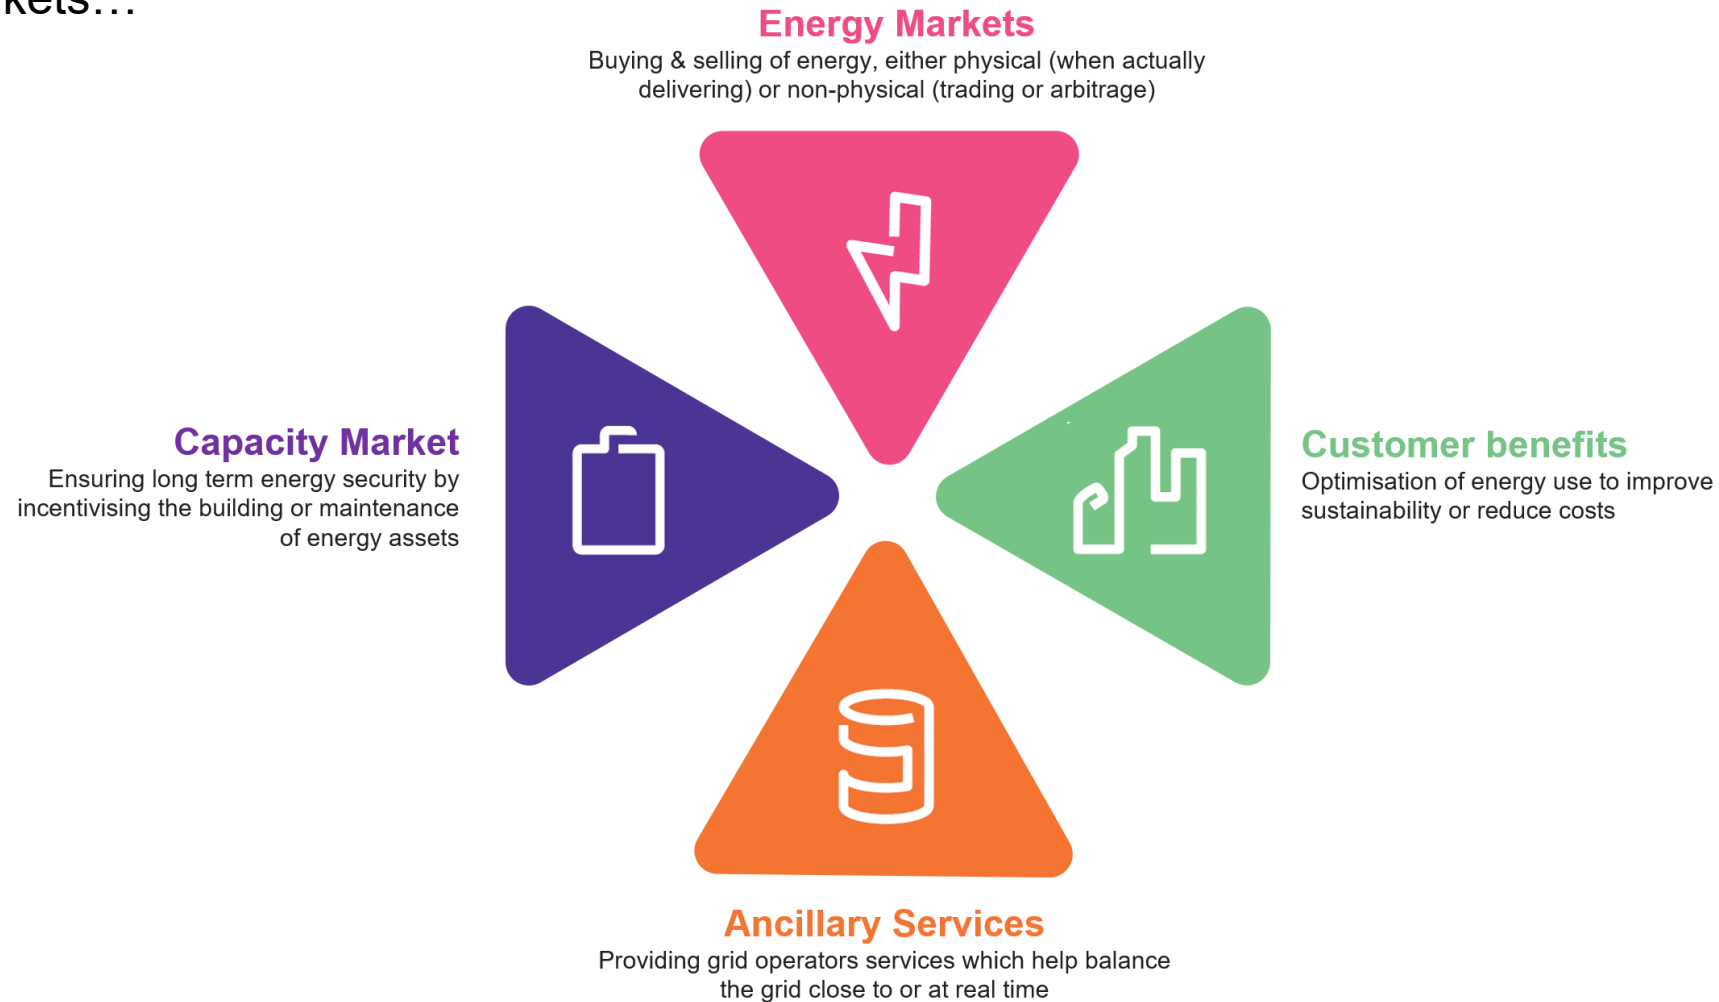 kets…
Energy Markets
Buying & selling of energy, either physical (when actually
delivering) or non-physical (trading or arbitrage)
Capacity Market
Ensuring long term energy security by
incentivising the building or maintenance
of energy assets
Customer benefits
Optimisation of energy use to improve
sustainability or reduce costs
Ancillary Services
Providing grid operators services which help balance
the grid close to or at real time